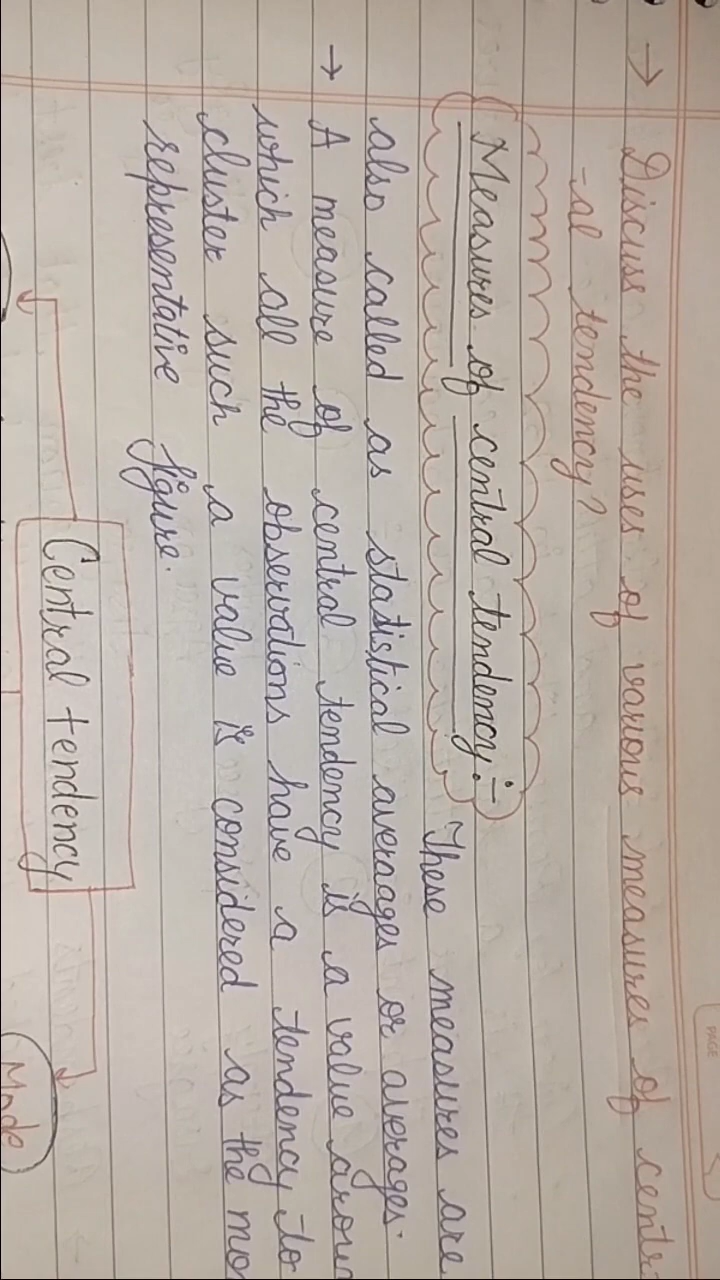 PAGE
→ Discuss the uses of various measures of centr
-al tendency?
Measures of central tendency:- These measures are
also called as statistical averages or averages.
→ A measure of central tendency is a value aroun
which all the observations have a tendency to
cluster such a value is considered as the mo
representative figure.
Central tendency
Mode